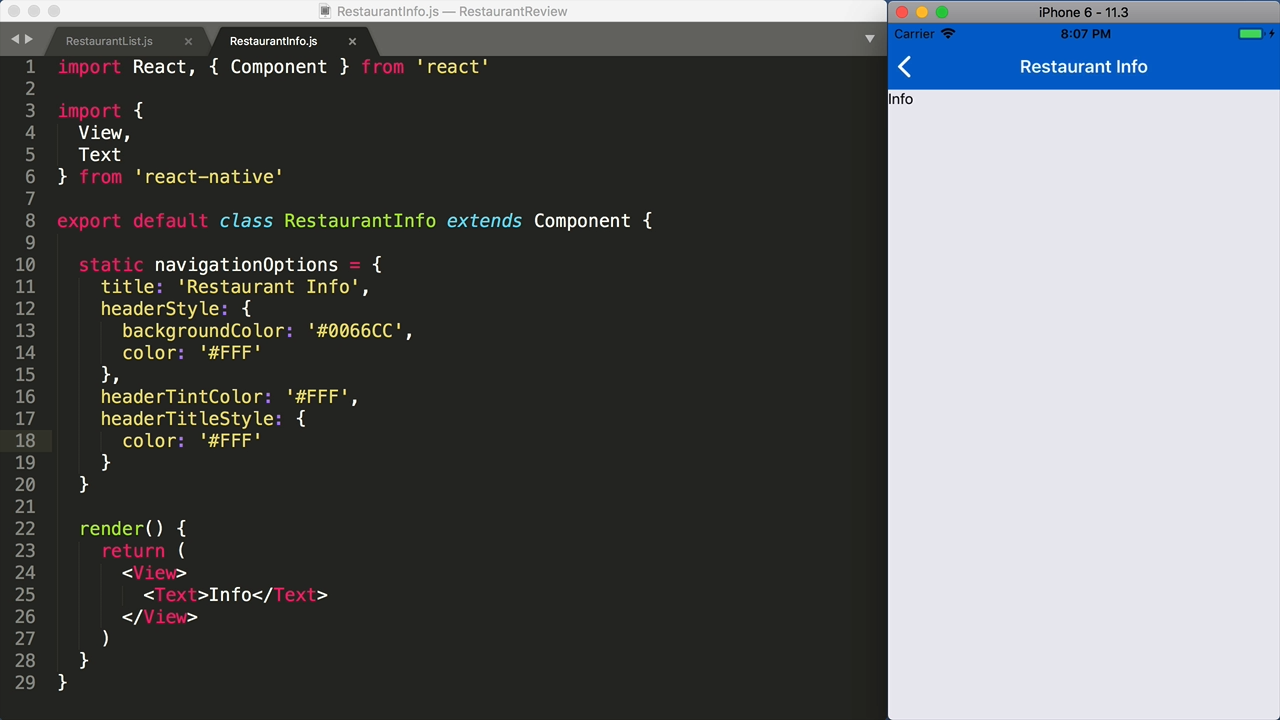 RestaurantInfo.js — RestaurantReview
RestaurantList.js ×
RestaurantInfo.js ×
1 import React, { Component } from 'react'
2
3 import {
4 View,
5 Text
6 } from 'react-native'
7
8 export default class RestaurantInfo extends Component {
9
10 static navigationOptions = {
11 title: 'Restaurant Info',
12 headerStyle: {
13 backgroundColor: '#0066CC',
14 color: '#FFF'
15 },
16 headerTintColor: '#FFF',
17 headerTitleStyle: {
18 color: '#FFF'
19 }
20 }
21
22 render() {
23 return (
24 <View>
25 <Text>Info</Text>
26 </View>
27 )
28 }
29 }
iPhone 6 - 11.3
Carrier 8:07 PM
Restaurant Info
Info